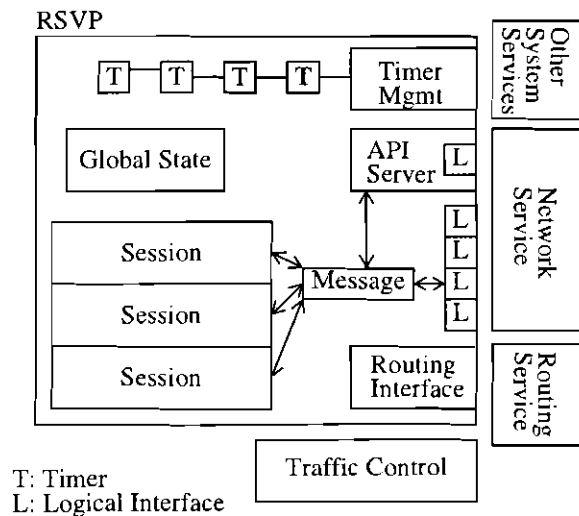 RSVP
T T T T
Timer
Mgmt
Other
System
Services
Global State
API
Server
L
Network
Service
L
L
L
L
Session
Session
Session
Message
Routing
Interface
Routing
Service
Traffic Control
T: Timer
L: Logical Interface